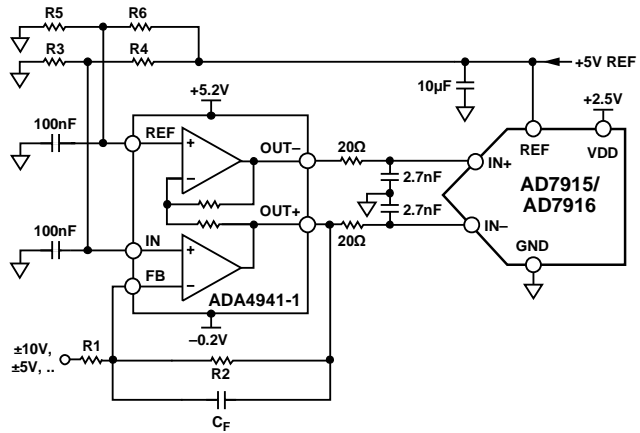 R5
R6
R3
R4
+5V REF
10µF
+5.2V
+2.5V
100nF
REF
OUT–
20Ω
REF
VDD
IN+
2.7nF
AD7915/
AD7916
2.7nF
OUT+
IN–
100nF
IN
20Ω
GND
FB
ADA4941-1
–0.2V
±10V,
±5V, ..
R1
R2
CF